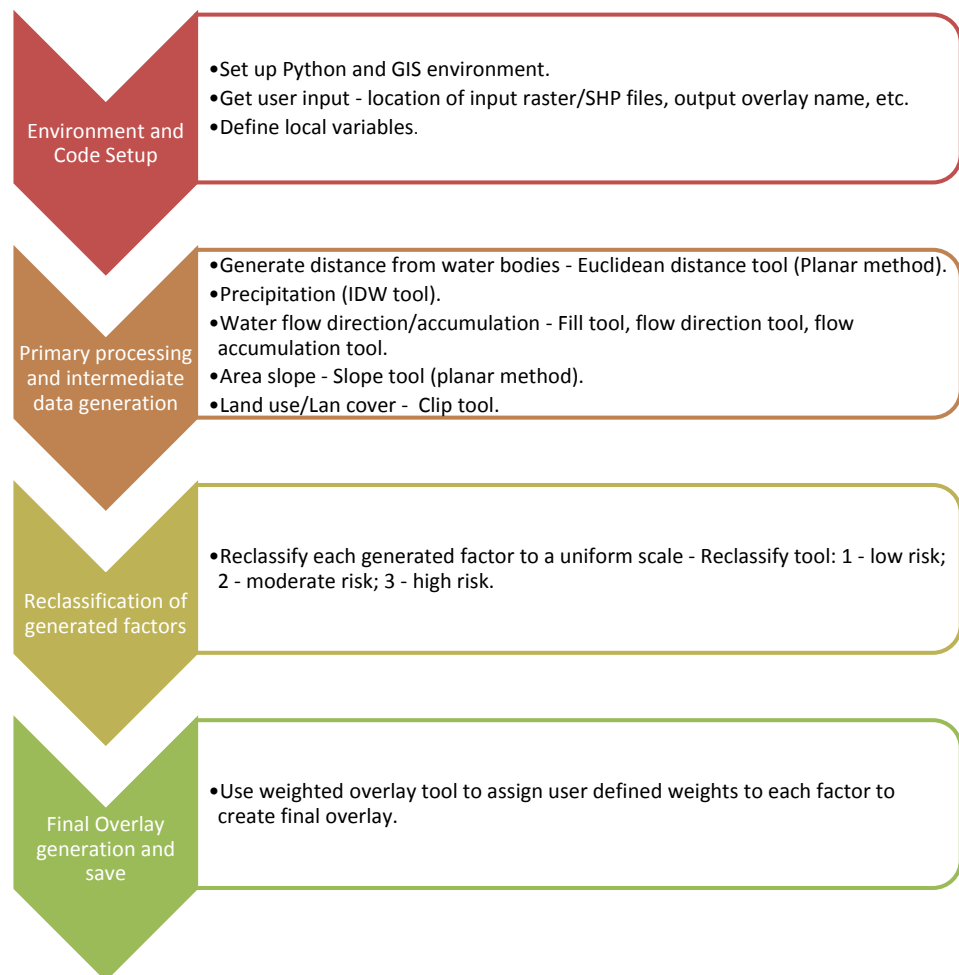 Environment and
Code Setup
•Set up Python and GIS environment.
•Get user input - location of input raster/SHP files, output overlay name, etc.
•Define local variables.
Primary processing
and intermediate
data generation
•Generate distance from water bodies - Euclidean distance tool (Planar method).
•Precipitation (IDW tool).
•Water flow direction/accumulation - Fill tool, flow direction tool, flow
accumulation tool.
•Area slope - Slope tool (planar method).
•Land use/Lan cover - Clip tool.
Reclassification of
generated factors
•Reclassify each generated factor to a uniform scale - Reclassify tool: 1 - low risk;
2 - moderate risk; 3 - high risk.
Final Overlay
generation and
save
•Use weighted overlay tool to assign user defined weights to each factor to
create final overlay.